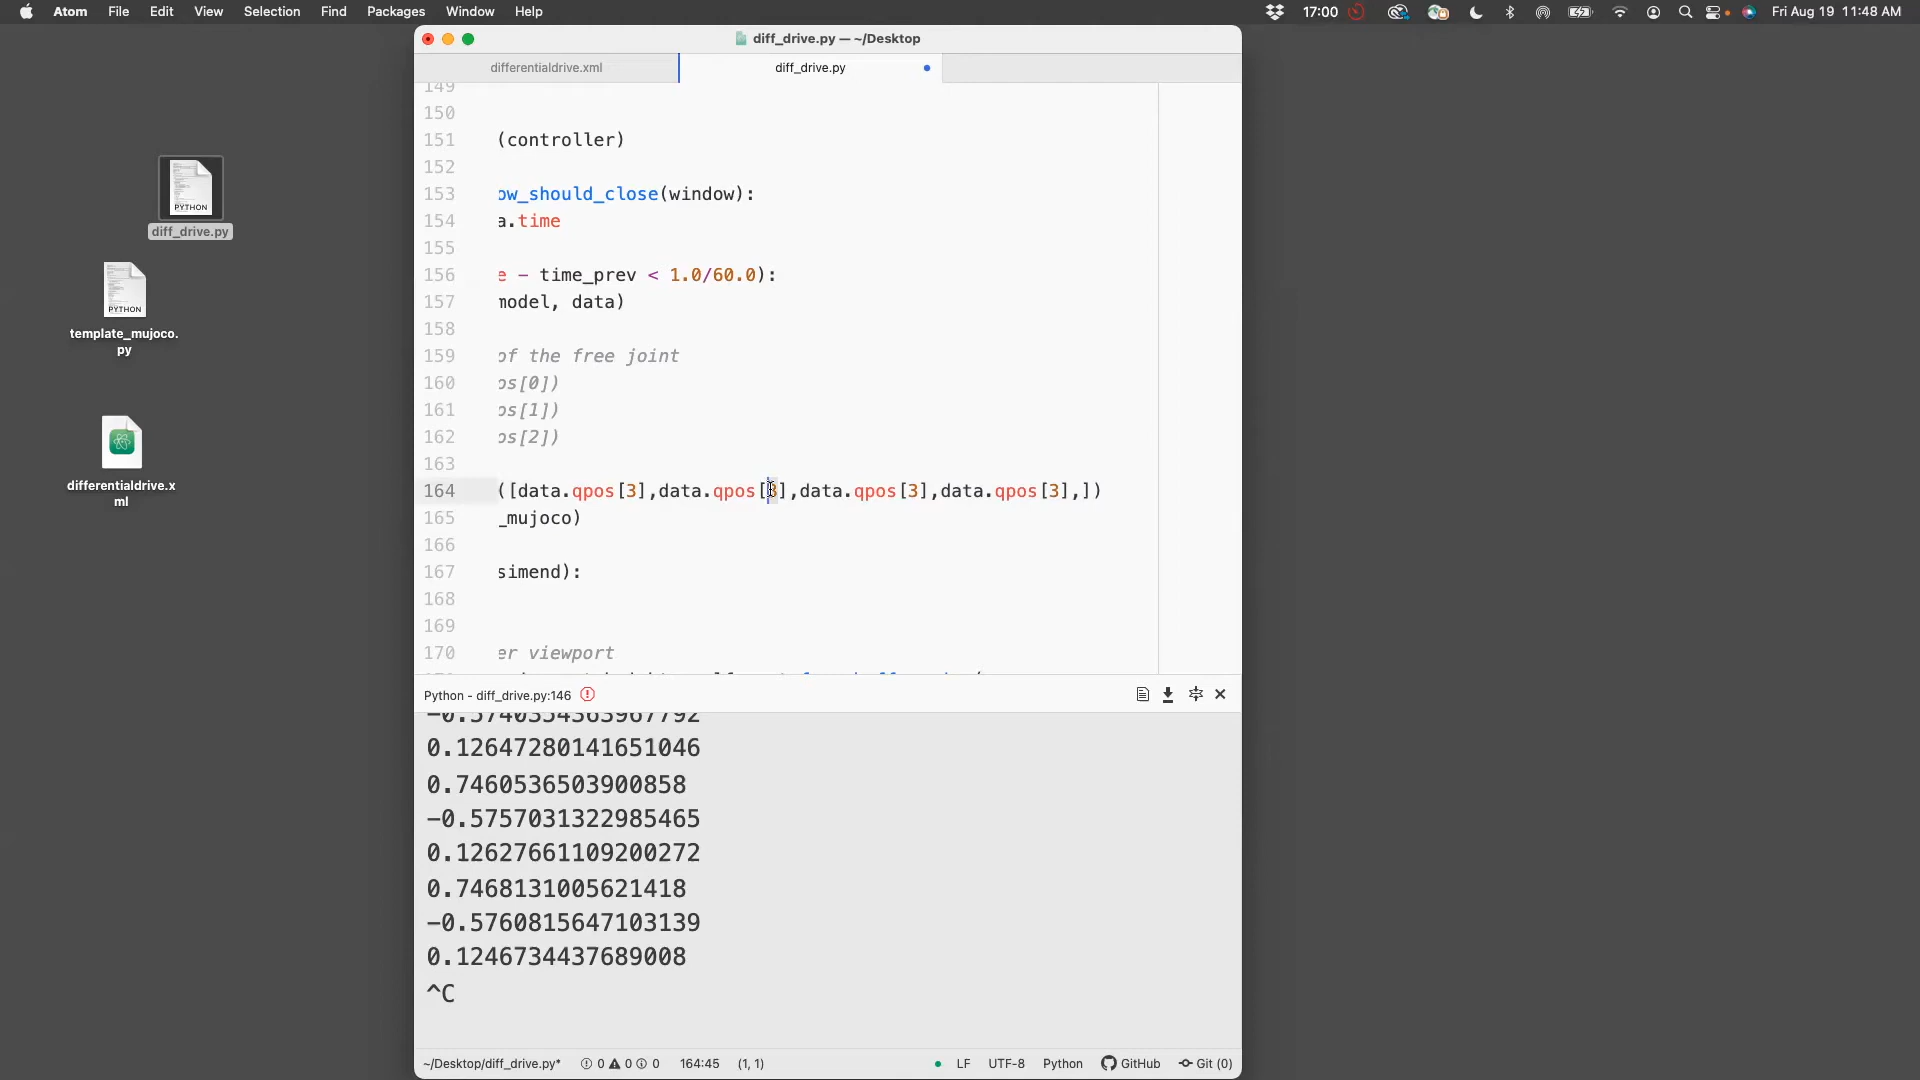 Atom File Edit View Selection Find Packages Window Help 17:00 Fri Aug 19 11:48 AM
diff_drive.py — ~/Desktop
differentialdrive.xml diff_drive.py
149
150
151 (controller)
152
153 ow_should_close(window):
154 a.time
155
156 e - time_prev < 1.0/60.0):
157 model, data)
158
159 of the free joint
160 os[0])
161 os[1])
162 os[2])
163
164 ([data.qpos[3],data.qpos[3],data.qpos[3],data.qpos[3],])
165 _mujoco)
166
167 simend):
168
169
170 er viewport
PYTHON
diff_drive.py
PYTHON
template_mujoco.
py
differentialdrive.x
ml
Python - diff_drive.py:146
-0.5740354363967792
0.12647280141651046
0.7460536503900858
-0.5757031322985465
0.12627661109200272
0.7468131005621418
-0.5760815647103139
0.1246734437689008
^C
~/Desktop/diff_drive.py* 0 0 0 164:45 (1, 1) LF UTF-8 Python GitHub Git (0)